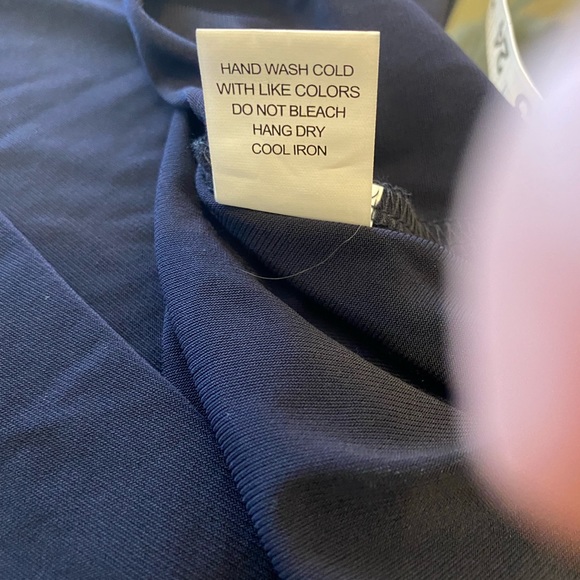 HAND WASH COLD
WITH LIKE COLORS
DO NOT BLEACH
HANG DRY
COOL IRON